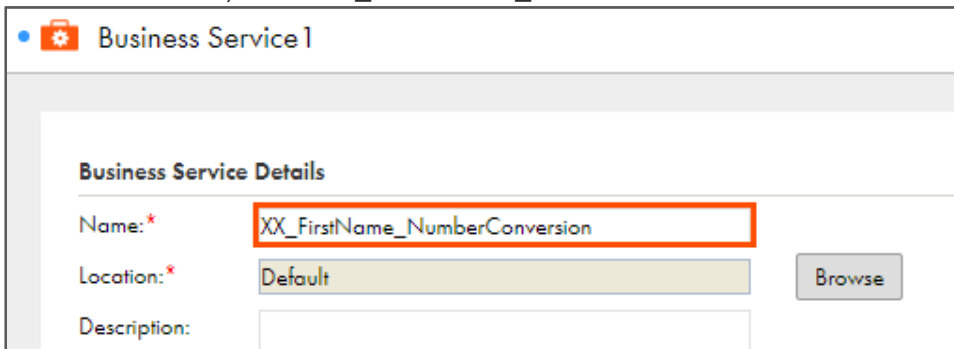 Business Service1
Business Service Details
Name:*
XX_FirstName_NumberConversion
Location:*
Default
Browse
Description: